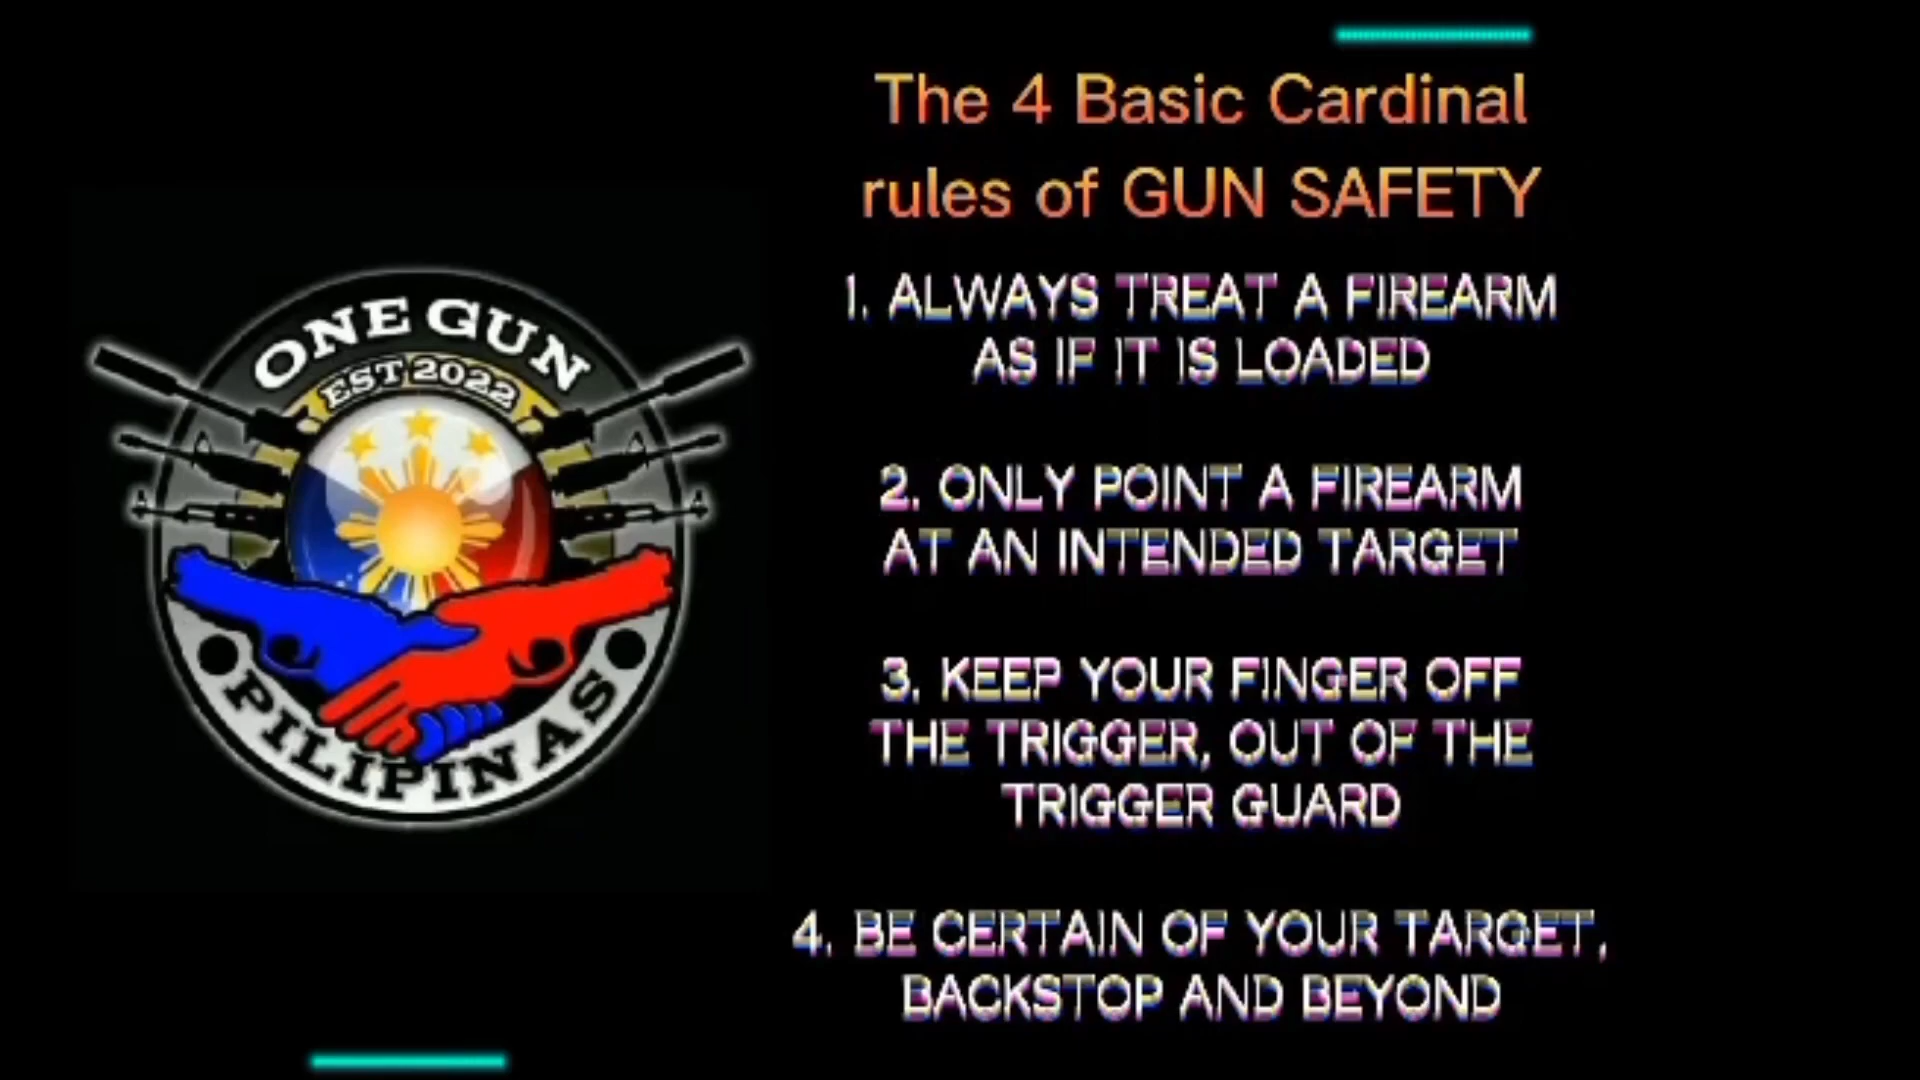 ONE GUN
EST 2022
PILIPINAS
The 4 Basic Cardinal
rules of GUN SAFETY
1. ALWAYS TREAT A FIREARM
AS IF IT IS LOADED
2. ONLY POINT A FIREARM
AT AN INTENDED TARGET
3. KEEP YOUR FINGER OFF
THE TRIGGER, OUT OF THE
TRIGGER GUARD
4. BE CERTAIN OF YOUR TARGET,
BACKSTOP AND BEYOND